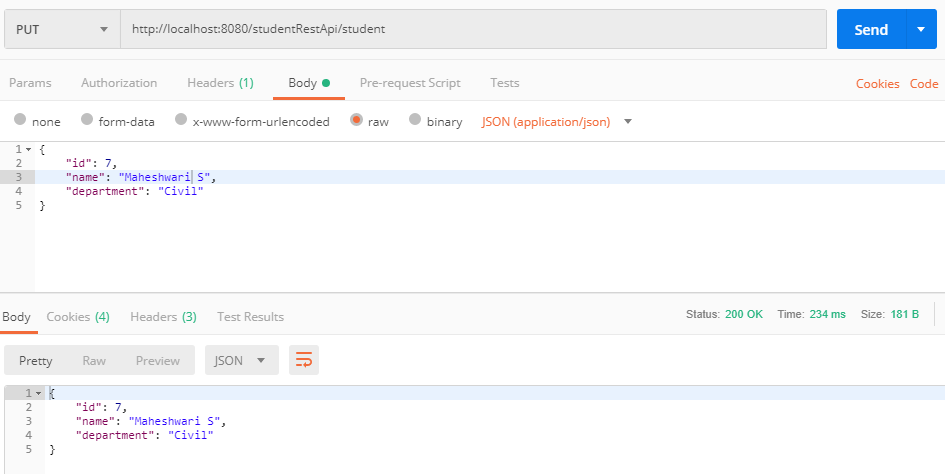 PUT http://localhost:8080/studentRestApi/student Send
Params Authorization Headers (1) Body Pre-request Script Tests Cookies Code
none form-data x-www-form-urlencoded raw binary JSON (application/json)
1 {
2 "id": 7,
3 "name": "Maheshwari S",
4 "department": "Civil"
5 }
Body Cookies (4) Headers (3) Test Results Status: 200 OK Time: 234 ms Size: 181 B
Pretty Raw Preview JSON
1 {
2 "id": 7,
3 "name": "Maheshwari S",
4 "department": "Civil"
5 }